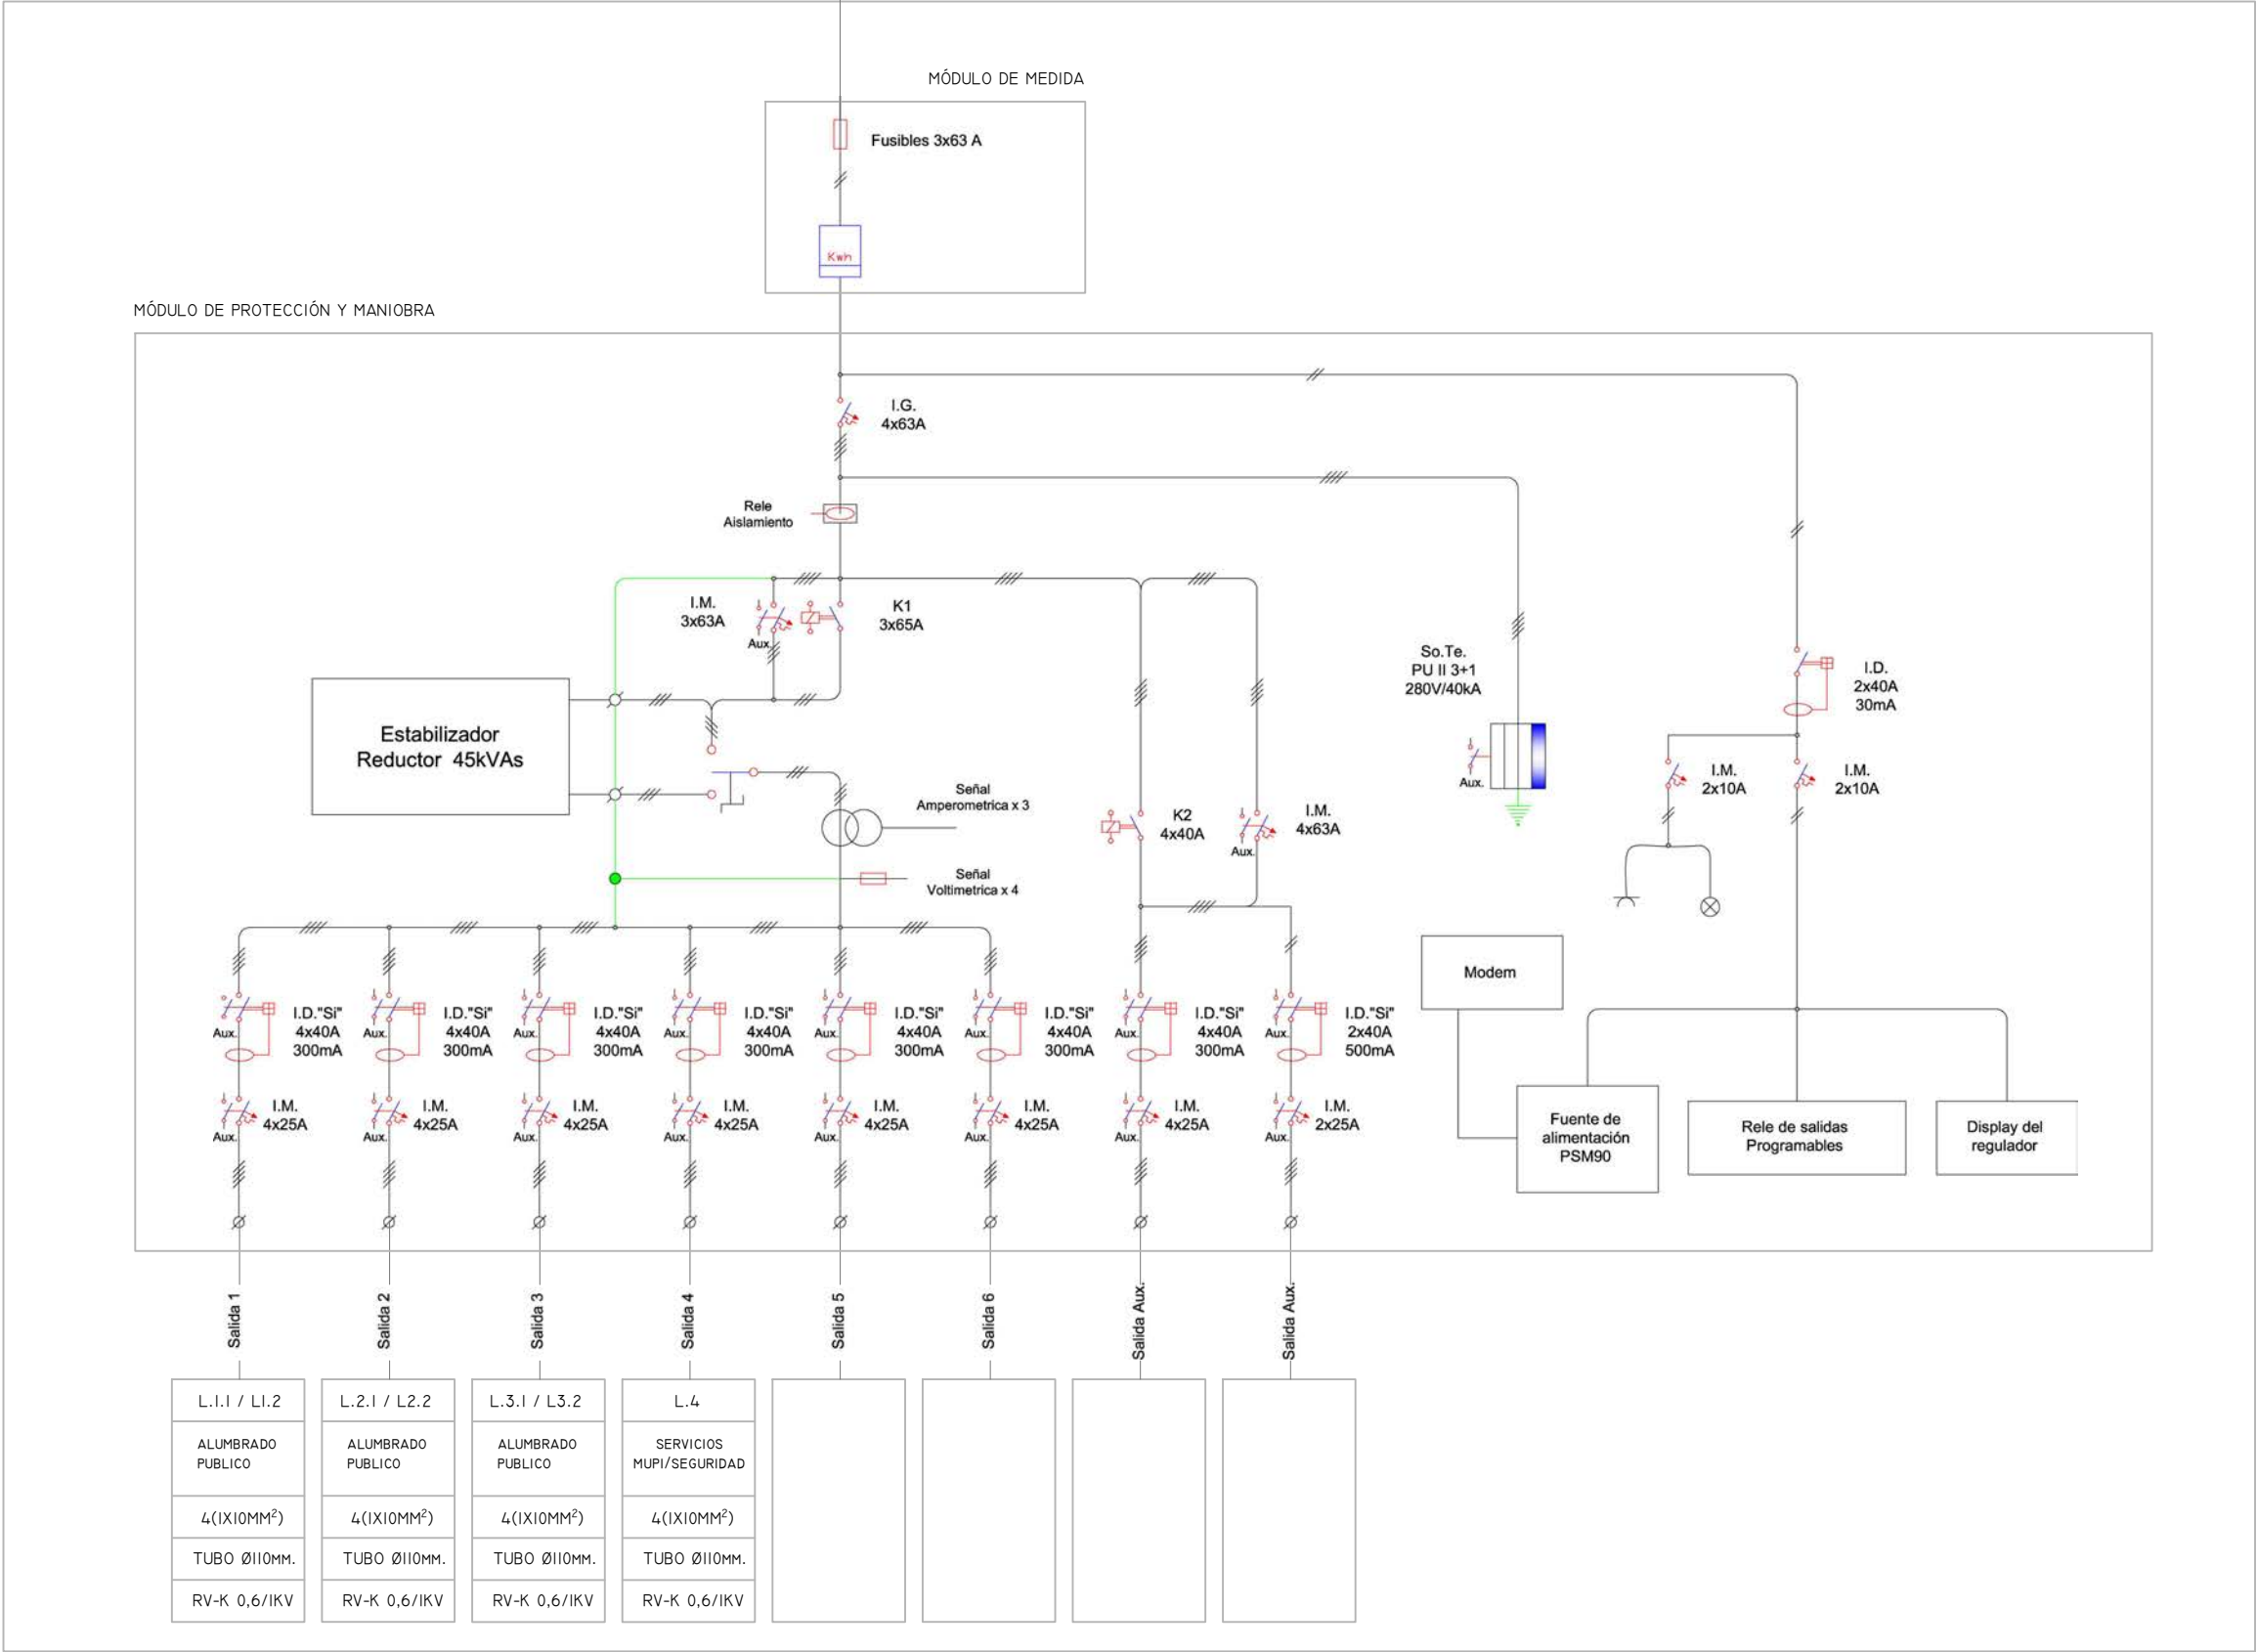 MÓDULO DE MEDIDA
Fusibles 3x63 A
Kwh
MÓDULO DE PROTECCIÓN Y MANIOBRA
I.G.
4x63A
Rele
Aislamiento
I.M.
3x63A
Aux.
K1
3x65A
Estabilizador
Reductor 45kVAs
Señal
Amperometrica x 3
Señal
Voltimetrica x 4
K2
4x40A
I.M.
4x63A
Aux.
So.Te.
PU II 3+1
280V/40kA
Aux.
I.D.
2x40A
30mA
I.M.
2x10A
I.M.
2x10A
Modem
Fuente de
alimentación
PSM90
Rele de salidas
Programables
Display del
regulador
Aux.
I.D."Si"
4x40A
300mA
Aux.
I.M.
4x25A
Aux.
I.D."Si"
4x40A
300mA
Aux.
I.M.
4x25A
Aux.
I.D."Si"
4x40A
300mA
Aux.
I.M.
4x25A
Aux.
I.D."Si"
4x40A
300mA
Aux.
I.M.
4x25A
Aux.
I.D."Si"
4x40A
300mA
Aux.
I.M.
4x25A
Aux.
I.D."Si"
4x40A
300mA
Aux.
I.M.
4x25A
Aux.
I.D."Si"
4x40A
300mA
Aux.
I.M.
4x25A
Aux.
I.D."Si"
2x40A
500mA
Aux.
I.M.
2x25A
Salida 1
Salida 2
Salida 3
Salida 4
Salida 5
Salida 6
Salida Aux.
Salida Aux.
L.1.1 / L1.2
ALUMBRADO
PUBLICO
4(1X10MM²)
TUBO Ø110MM.
RV-K 0,6/1KV
L.2.1 / L2.2
ALUMBRADO
PUBLICO
4(1X10MM²)
TUBO Ø110MM.
RV-K 0,6/1KV
L.3.1 / L3.2
ALUMBRADO
PUBLICO
4(1X10MM²)
TUBO Ø110MM.
RV-K 0,6/1KV
L.4
SERVICIOS
MUPI/SEGURIDAD
4(1X10MM²)
TUBO Ø110MM.
RV-K 0,6/1KV